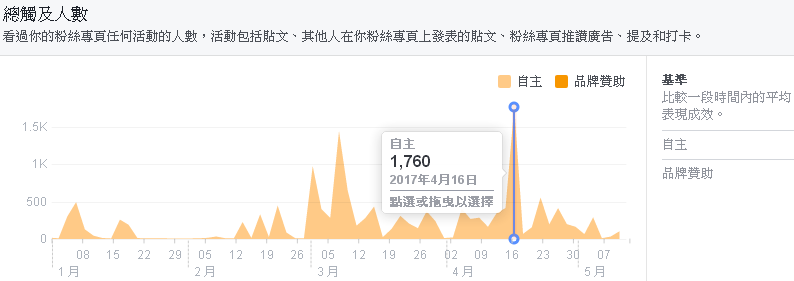 總觸及人數
看過你的粉絲專頁任何活動的人數，活動包括貼文、其他人在你粉絲專頁上發表的貼文、粉絲專頁推讚廣告、提及和打卡。
自主 品牌贊助
基準
比較一段時間內的平均
表現成效。
自主
品牌贊助
1.5K
1K
500
0
自主
1,760
2017年4月16日
點選或拖曳以選擇
08 15 22 29 05 12 19 26 05 12 19 26 02 09 16 23 30 07
1月 2月 3月 4月 5月